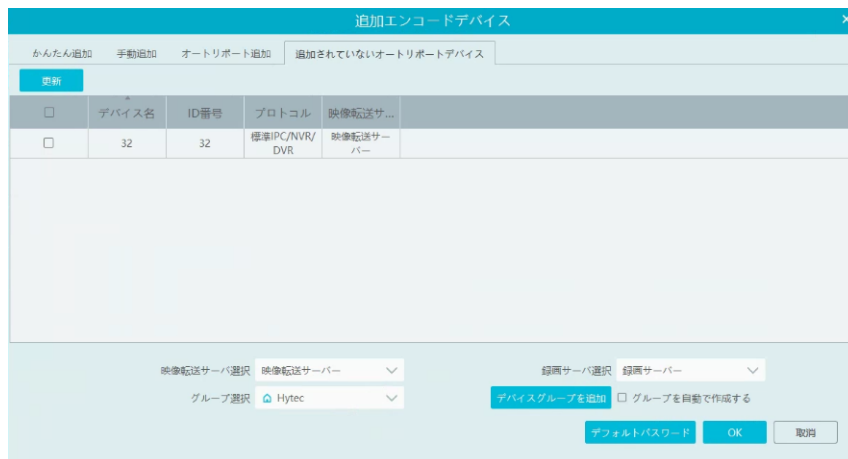 追加エンコードデバイス
かんたん追加 手動追加 オートリポート追加 追加されていないオートリポートデバイス
更新
デバイス名 ID番号 プロトコル 映像転送サ...
32 32 標準IPC/NVR/ 映像転送サー
DVR バー
映像転送サーバ選択 映像転送サーバー 録画サーバ選択 録画サーバー
グループ選択 Hytec デバイスグループを追加 グループを自動で作成する
デフォルトパスワード OK 取消